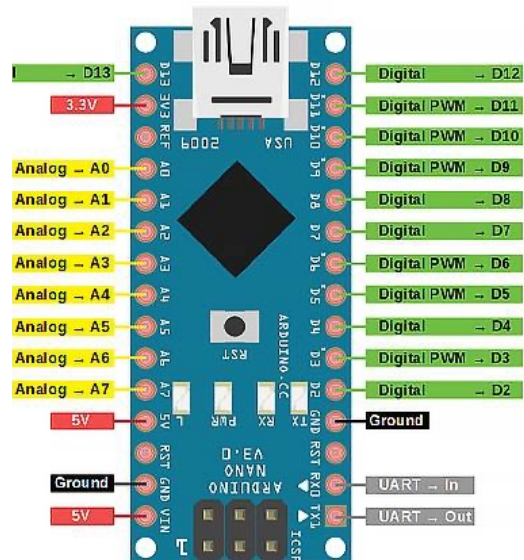 I → D13
3.3V
Analog → A0
Analog → A1
Analog → A2
Analog → A3
Analog → A4
Analog → A5
Analog → A6
Analog → A7
5V
Ground
5V
D13
3V3
REF
A0
A1
A2
A3
A4
A5
A6
A7
5V
RST
GND
VIN
2009
USA
RST
ARDUINO.CC
L
PWR
RX
TX
V3.0
NANO
ARDUINO
ICSP
1
D12
D11
D10
D9
D8
D7
D6
D5
D4
D3
D2
GND
RST
RX0
TX1
Digital → D12
Digital PWM → D11
Digital PWM → D10
Digital PWM → D9
Digital → D8
Digital → D7
Digital PWM → D6
Digital PWM → D5
Digital → D4
Digital PWM → D3
Digital → D2
Ground
UART → In
UART → Out